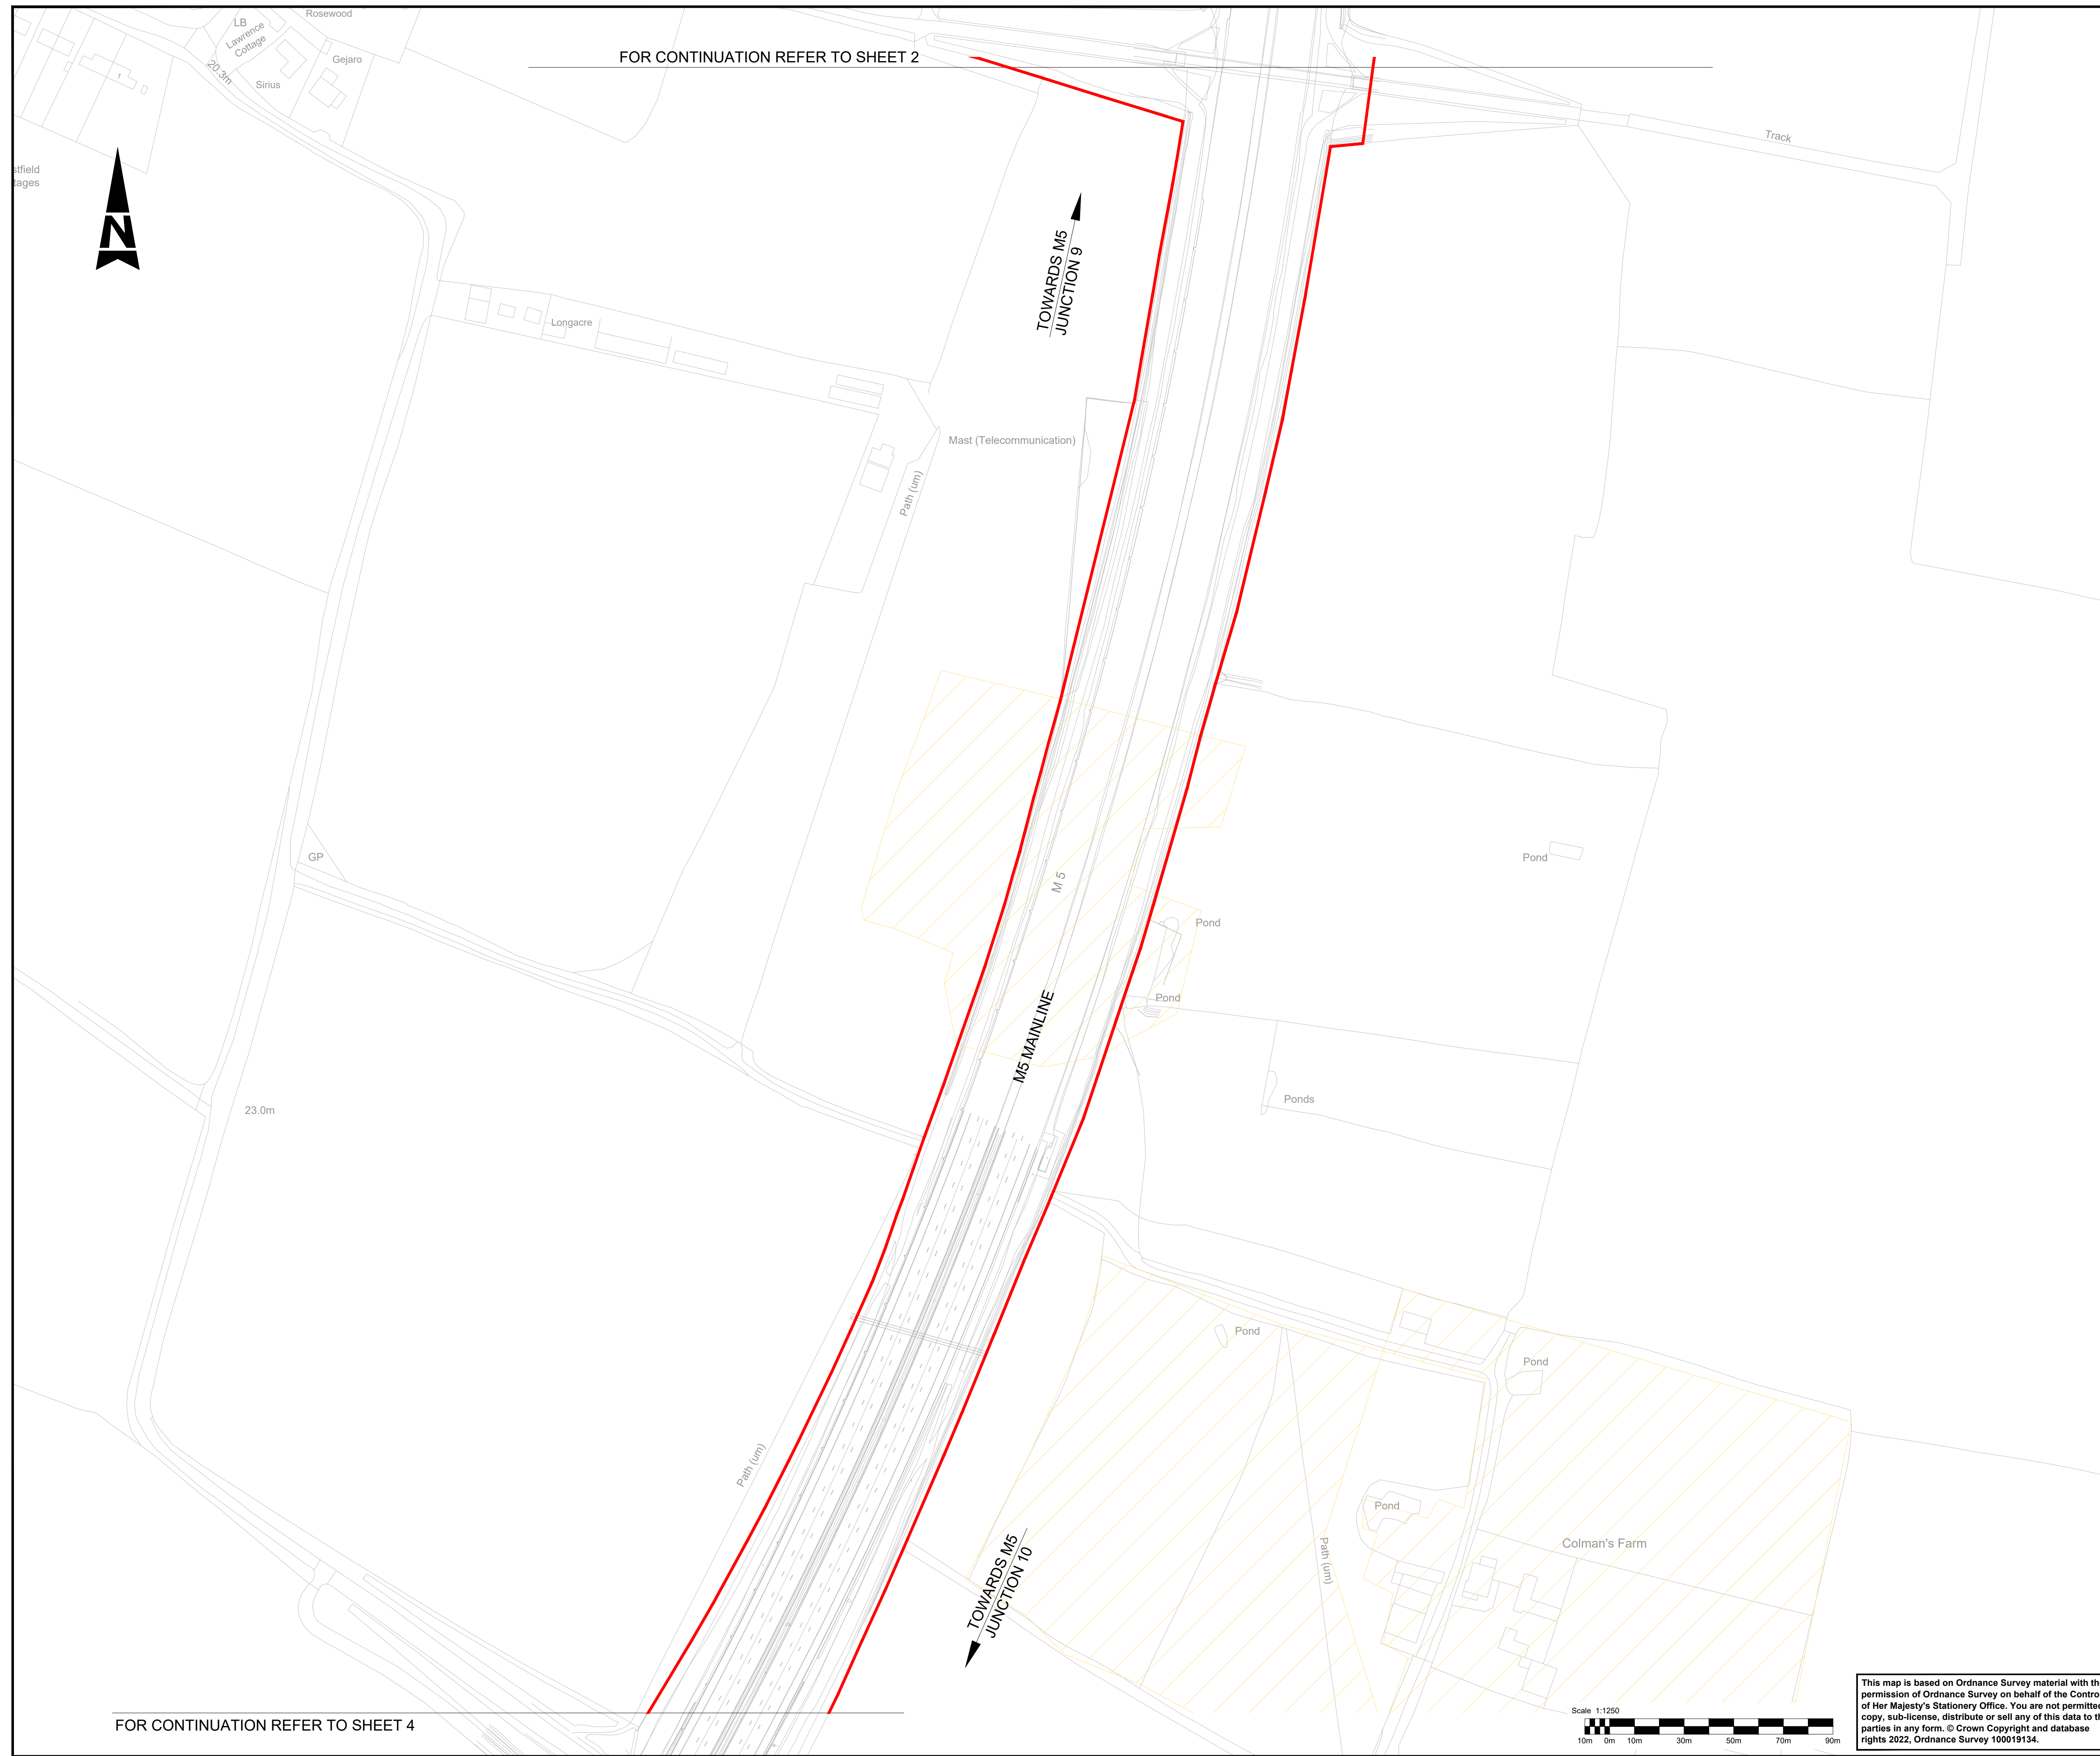 Rosewood
LB
Lawrence
Cottage
Gejaro
20.3m
Sirius
FOR CONTINUATION REFER TO SHEET 2
1
Track
stfield
tages
N
TOWARDS M5
JUNCTION 9
Longacre
Mast (Telecommunication)
Path (um)
GP
Pond
M 5
Pond
Pond
M5 MAINLINE
Ponds
23.0m
Pond
Pond
Path (um)
Pond
Colman's Farm
Path (um)
TOWARDS M5
JUNCTION 10
FOR CONTINUATION REFER TO SHEET 4
Scale 1:1250
10m 0m 10m 30m 50m 70m 90m
This map is based on Ordnance Survey material with th
permission of Ordnance Survey on behalf of the Contro
of Her Majesty's Stationery Office. You are not permitte
copy, sub-license, distribute or sell any of this data to th
parties in any form. © Crown Copyright and database
rights 2022, Ordnance Survey 100019134.